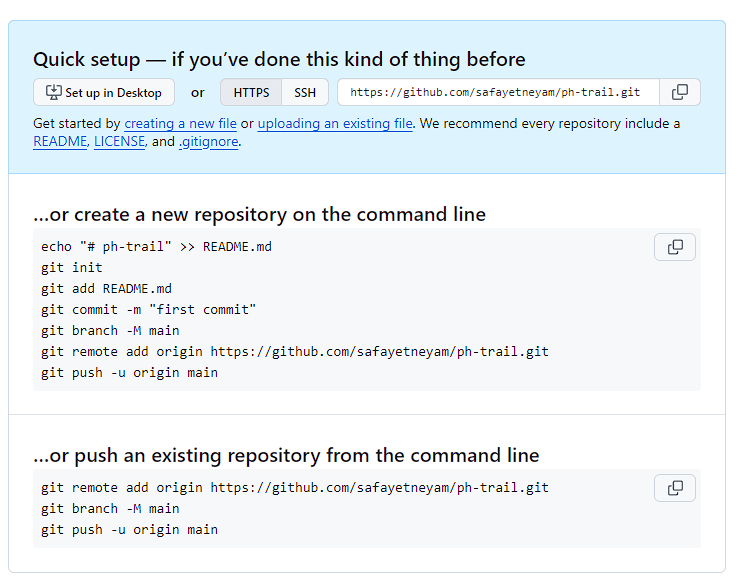 Quick setup — if you’ve done this kind of thing before
Set up in Desktop or HTTPS SSH https://github.com/safayetneyam/ph-trail.git
Get started by creating a new file or uploading an existing file. We recommend every repository include a
README, LICENSE, and .gitignore.
…or create a new repository on the command line
echo "# ph-trail" >> README.md
git init
git add README.md
git commit -m "first commit"
git branch -M main
git remote add origin https://github.com/safayetneyam/ph-trail.git
git push -u origin main
…or push an existing repository from the command line
git remote add origin https://github.com/safayetneyam/ph-trail.git
git branch -M main
git push -u origin main